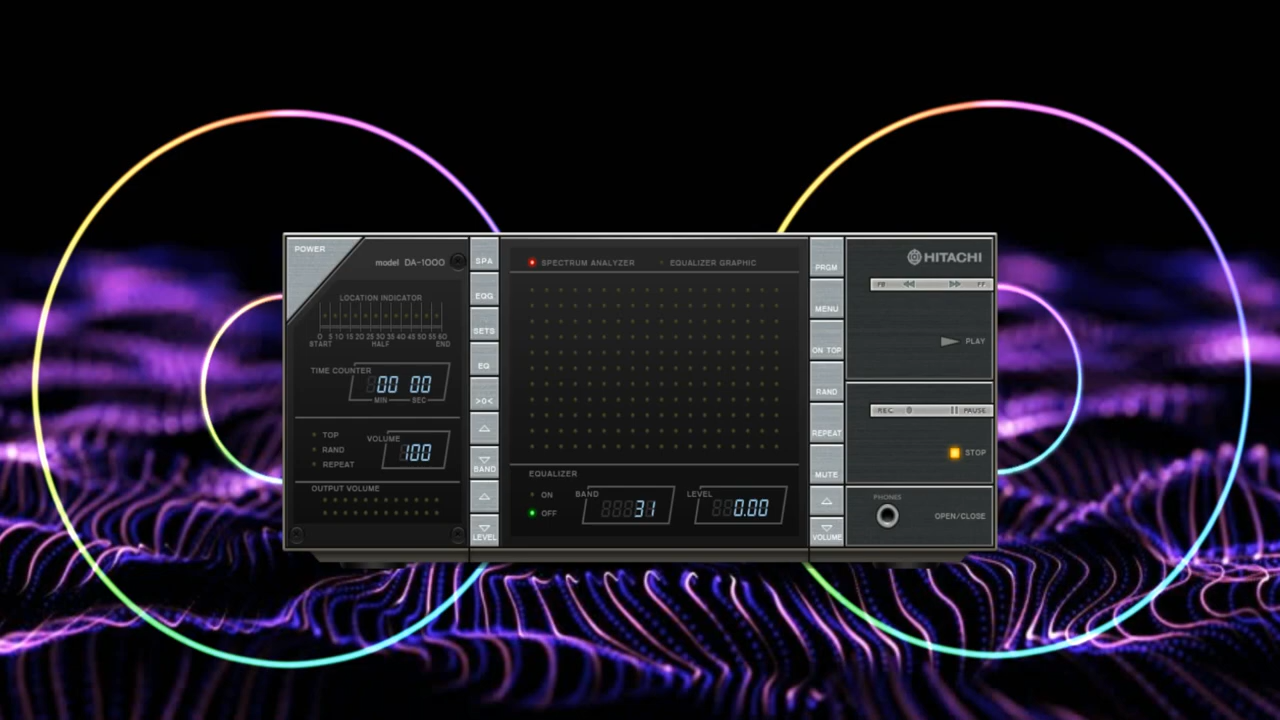 POWER
model DA-1000
LOCATION INDICATOR
0 5 10 15 20 25 30 35 40 45 50 55 60
START HALF END
TIME COUNTER
00 00
MIN SEC
TOP
RAND
REPEAT
VOLUME
100
OUTPUT VOLUME
SPA
EQG
SETS
EQ
>0<
BAND
LEVEL
SPECTRUM ANALYZER
EQUALIZER GRAPHIC
EQUALIZER
ON
OFF
BAND
31
LEVEL
0.00
PRGM
MENU
ON TOP
RAND
REPEAT
MUTE
VOLUME
HITACHI
FB FF
PLAY
REC PAUSE
STOP
PHONES
OPEN/CLOSE